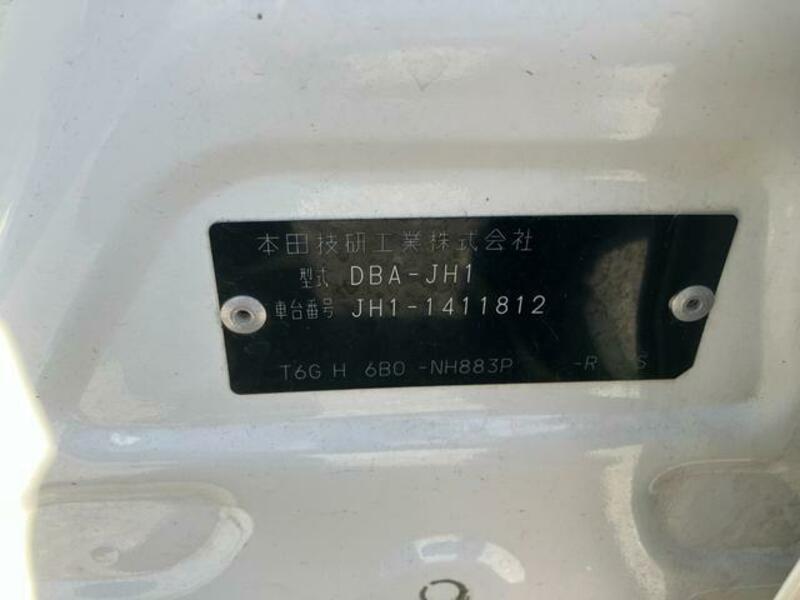 本田技研工業株式会社
型式 DBA-JH1
車台番号 JH1-1411812
T6G H 6B0 -NH883P -R S